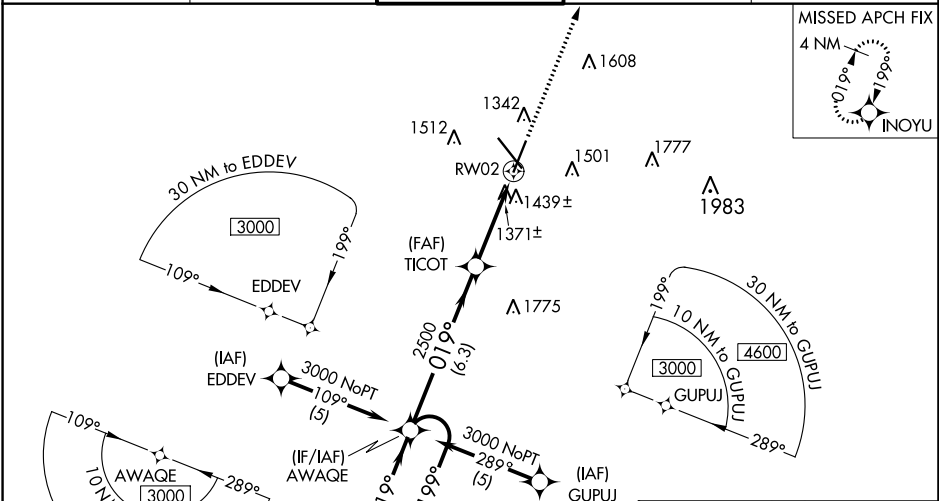 MISSED APCH FIX
4 NM
019°
199°
INOYU
1608
1342
1512
RW02
1501
1777
1983
1439±
1371±
30 NM to EDDEV
3000
199°
109°
EDDEV
(FAF)
TICOT
1775
2500
019°
(6.3)
199°
30 NM to GUPUJ
10 NM to GUPUJ
4600
3000
GUPUJ
289°
(IAF)
EDDEV
3000 NoPT
109°
(5)
(IF/IAF)
AWAQE
3000 NoPT
289°
(5)
(IAF)
GUPUJ
109°
AWAQE
3000
289°
10 N
19°
199°